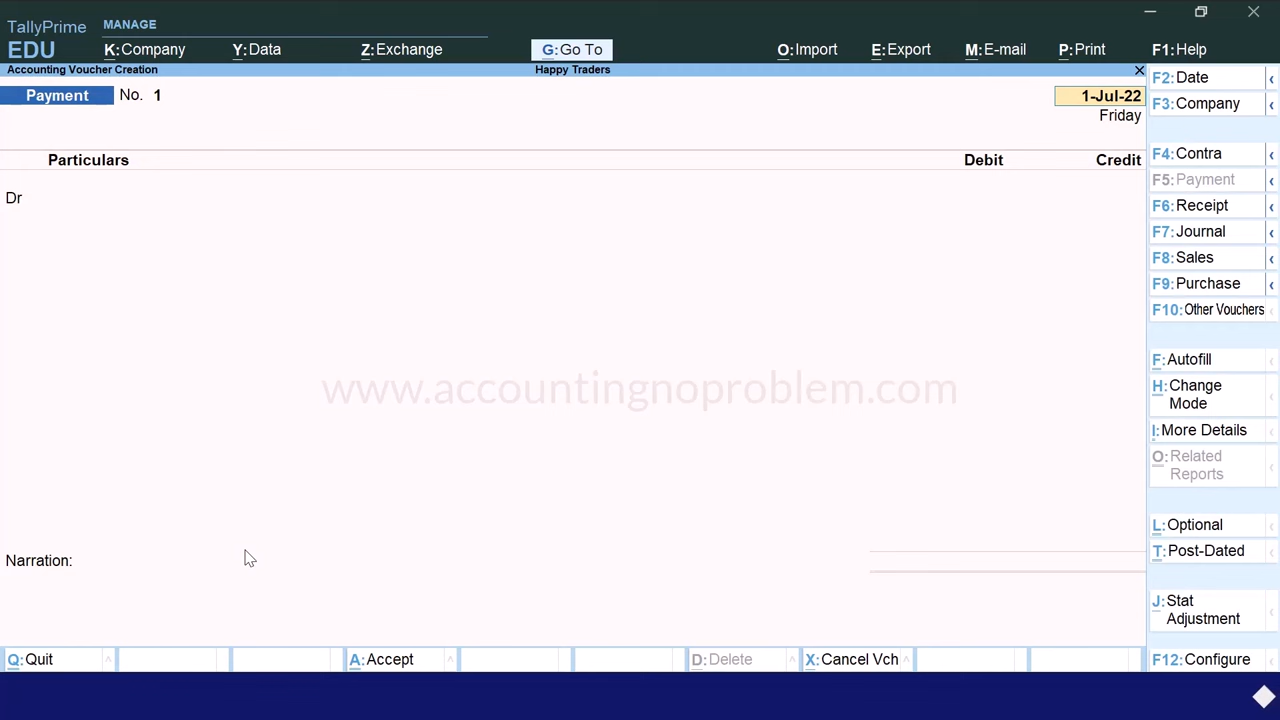 TallyPrime
EDU
MANAGE
K:Company Y:Data Z:Exchange G:Go To O:Import E:Export M:E-mail P:Print F1:Help
Accounting Voucher Creation Happy Traders
Payment No. 1 1-Jul-22
Friday
Particulars Debit Credit
Dr
www.accountingnoproblem.com
Narration:
Q:Quit A:Accept D:Delete X:Cancel Vch F12:Configure
F2:Date
F3:Company
F4:Contra
F5:Payment
F6:Receipt
F7:Journal
F8:Sales
F9:Purchase
F10:Other Vouchers
F:Autofill
H:Change
Mode
I:More Details
O:Related
Reports
L:Optional
T:Post-Dated
J:Stat
Adjustment